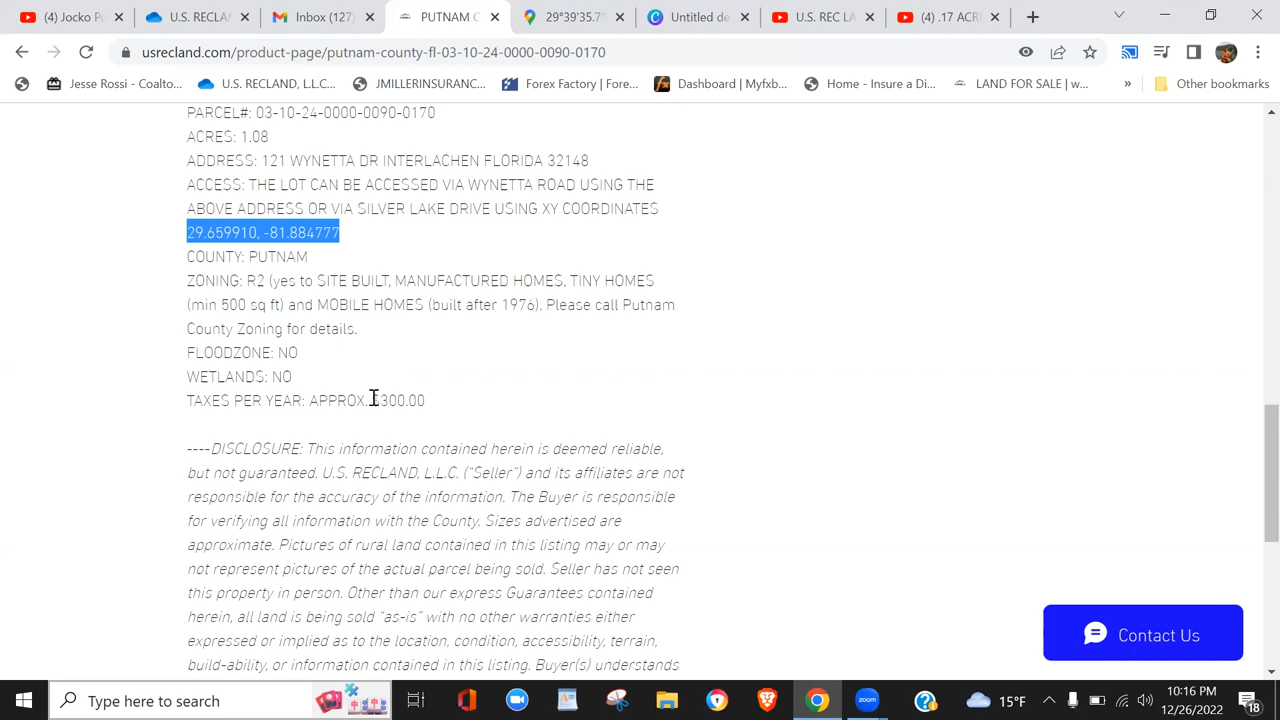 (4) Jocko Po
U.S. RECLAN
Inbox (127)
PUTNAM C
29°39'35.7"
Untitled de
U.S. REC LA
.17 ACR
usrecland.com/product-page/putnam-county-fl-03-10-24-0000-0090-0170
Jesse Rossi - Coalto...
U.S. RECLAND, L.L.C...
JMILLERINSURANC...
Forex Factory | Fore...
Dashboard | Myfxb...
Home - Insure a Di...
LAND FOR SALE | w...
»
Other bookmarks
PARCEL#: 03-10-24-0000-0090-0170
ACRES: 1.08
ADDRESS: 121 WYNETTA DR INTERLACHEN FLORIDA 32148
ACCESS: THE LOT CAN BE ACCESSED VIA WYNETTA ROAD USING THE
ABOVE ADDRESS OR VIA SILVER LAKE DRIVE USING XY COORDINATES
29.659910, -81.884777
COUNTY: PUTNAM
ZONING: R2 (yes to SITE BUILT, MANUFACTURED HOMES, TINY HOMES
(min 500 sq ft) and MOBILE HOMES (built after 1976). Please call Putnam
County Zoning for details.
FLOODZONE: NO
WETLANDS: NO
TAXES PER YEAR: APPROX. $300.00
----DISCLOSURE: This information contained herein is deemed reliable,
but not guaranteed. U.S. RECLAND, L.L.C. ("Seller") and its affiliates are not
responsible for the accuracy of the information. The Buyer is responsible
for verifying all information with the County. Sizes advertised are
approximate. Pictures of rural land contained in this listing may or may
not represent pictures of the actual parcel being sold. Seller has not seen
this property in person. Other than our express Guarantees contained
herein, all land is being sold "as-is" with no other warranties either
expressed or implied as to the location, condition, accessibility, terrain,
build-ability, or information contained in this listing. Buyer(s) understands
Contact Us
Type here to search
zoom
15°F
10:16 PM
12/26/2022
18